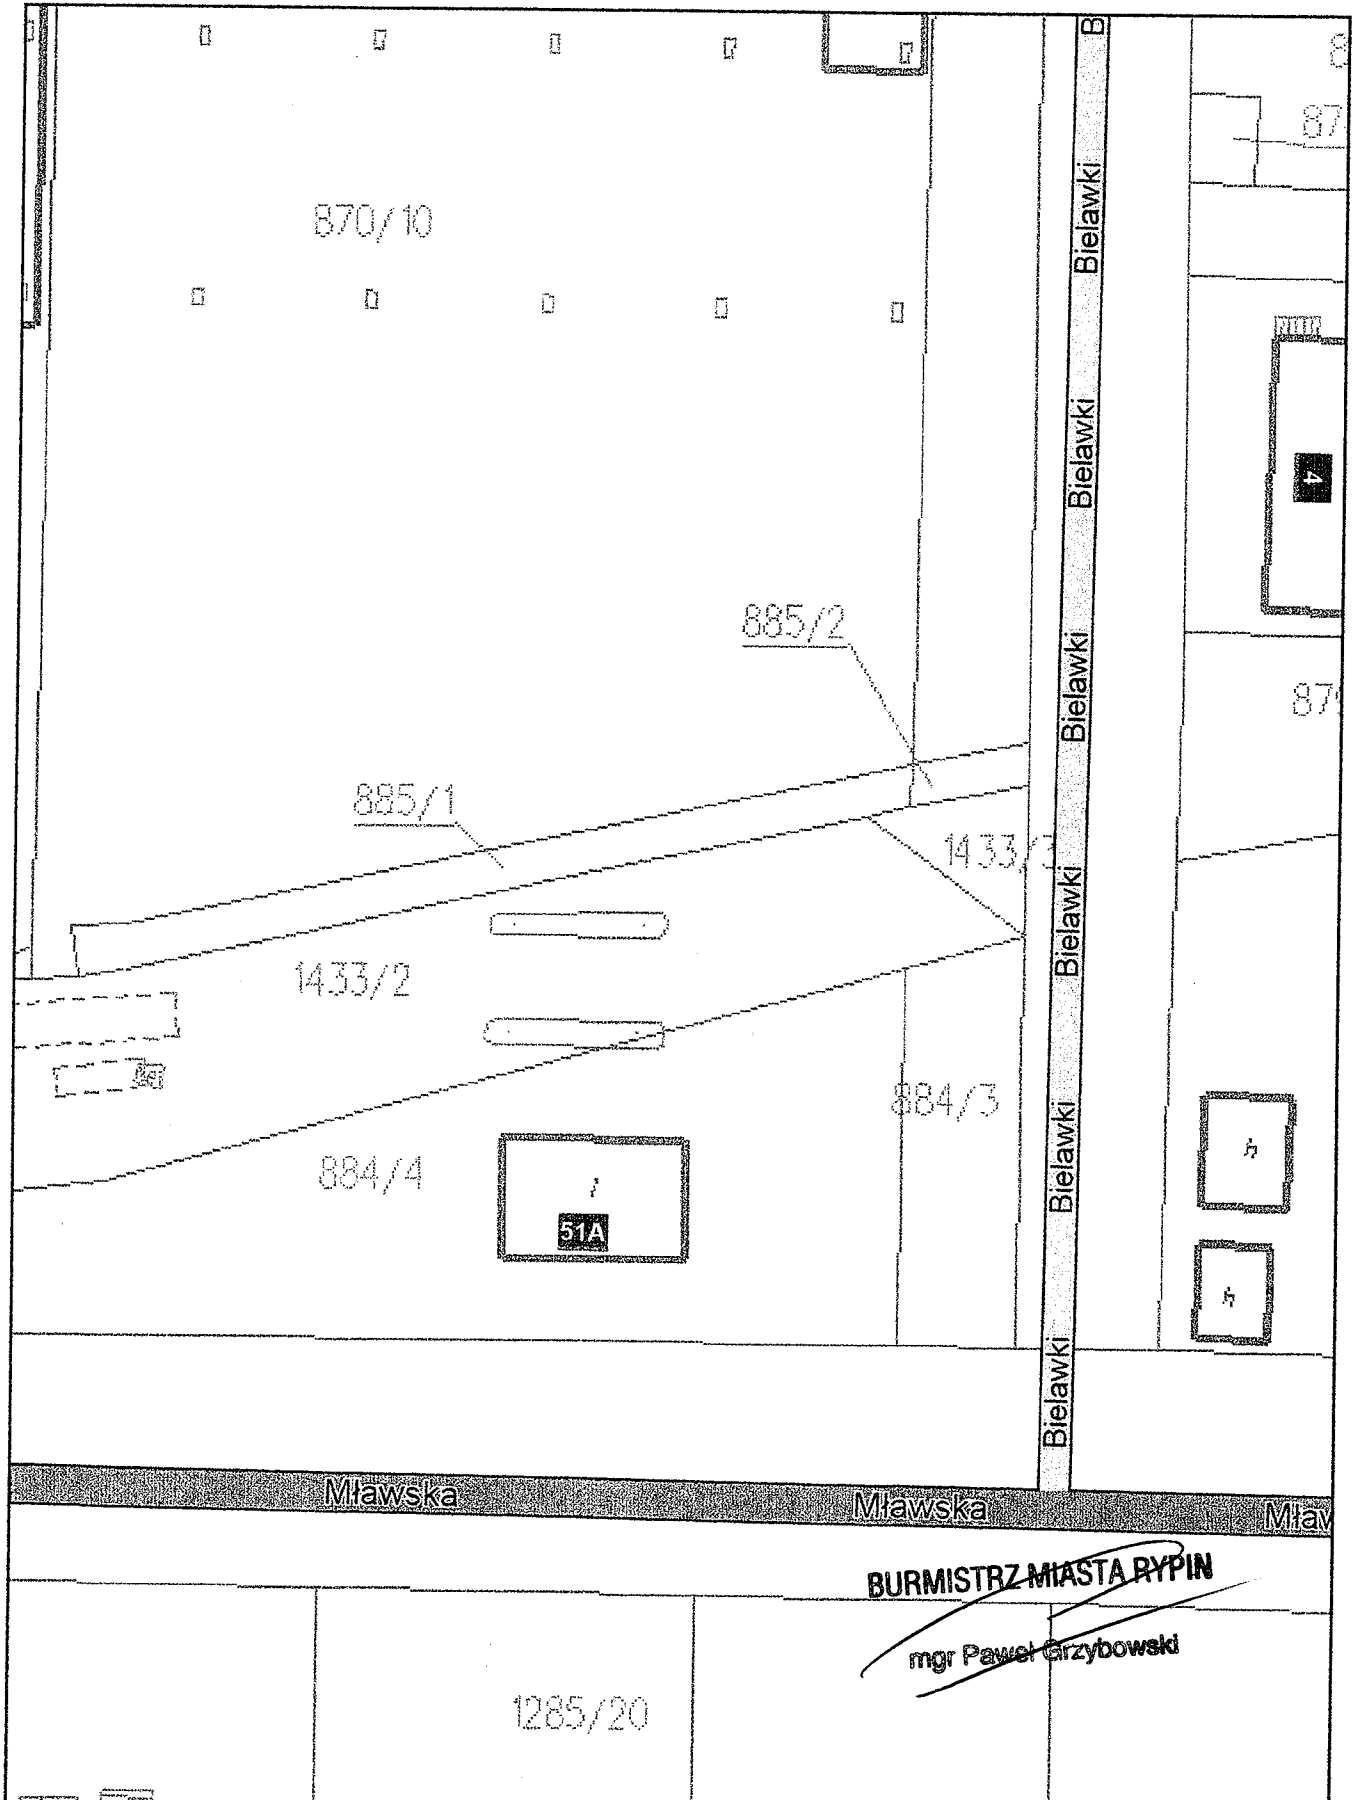 B
870/10
Bielawki
Bielawki
4
885/2
Bielawki
885/1
1433/3
Bielawki
1433/2
884/3
Bielawki
884/4
51A
Bielawki
Mławska
Mławska
BURMISTRZ MIASTA RYPIN
mgr Paweł Grzybowski
1285/20